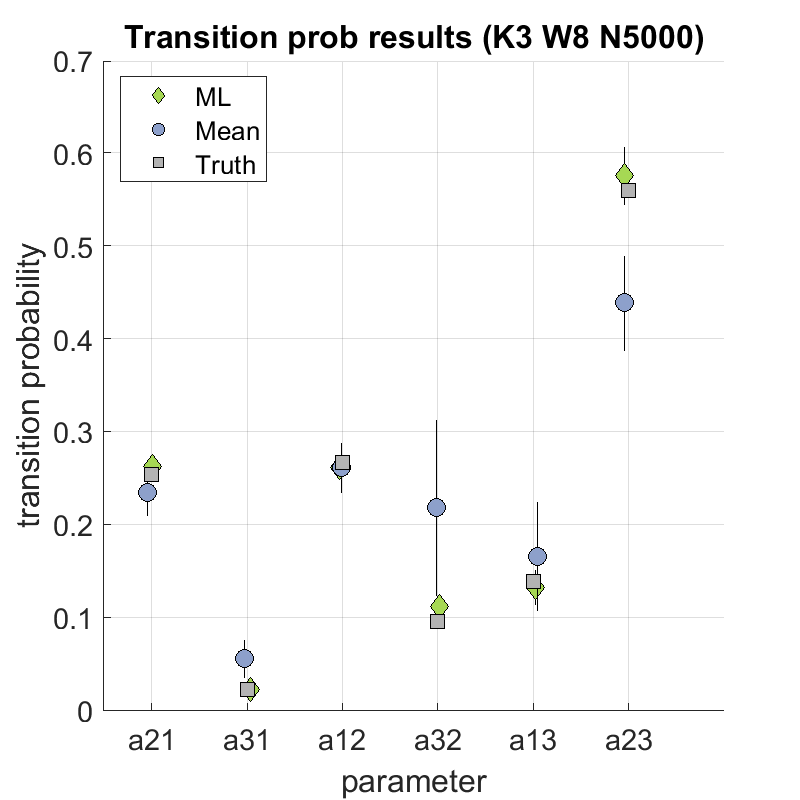 Transition prob results (K3 W8 N5000)
ML
Mean
Truth
transition probability
0.7
0.6
0.5
0.4
0.3
0.2
0.1
0
a21 a31 a12 a32 a13 a23
parameter